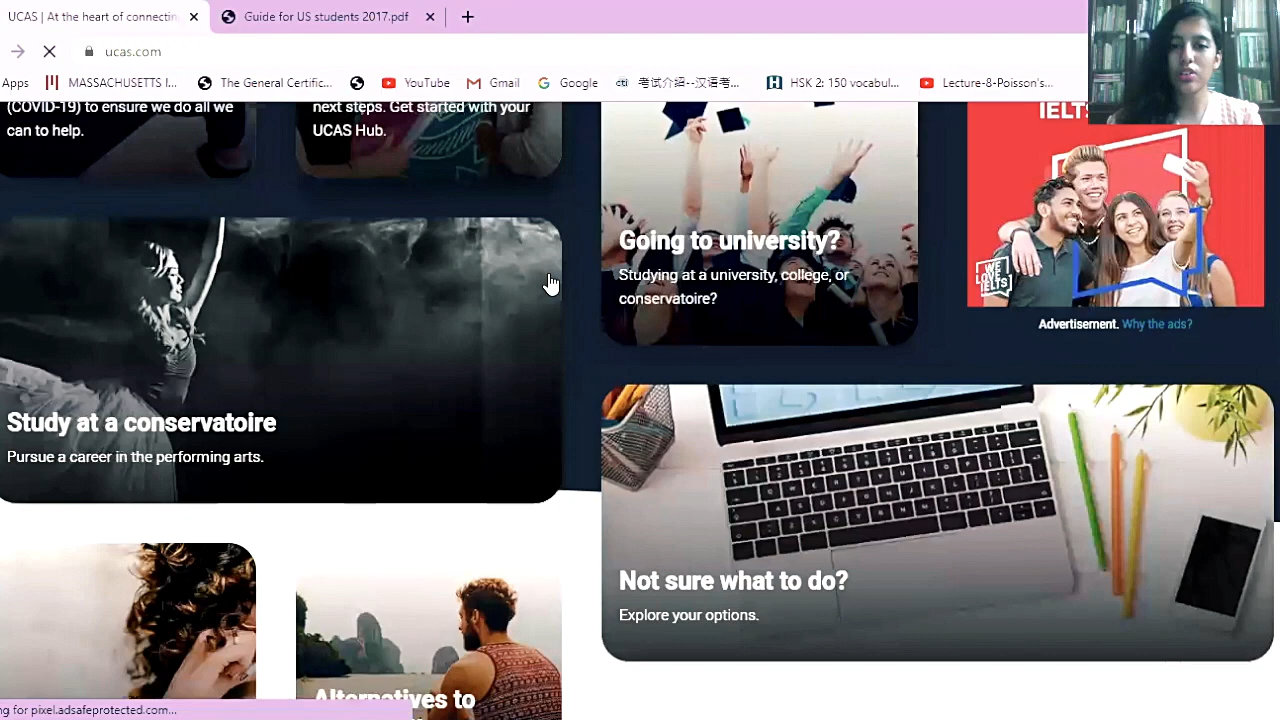 UCAS | At the heart of connectin
Guide for US students 2017.pdf
ucas.com
Apps
MASSACHUSETTS I...
The General Certific...
YouTube
Gmail
Google
考试介绍--汉语考...
HSK 2: 150 vocabul...
Lecture-8-Poisson's...
(COVID-19) to ensure we do all we
can to help.
next steps. Get started with your
UCAS Hub.
Going to university?
Studying at a university, college, or
conservatoire?
IELTS
WE
LOVE
IELTS
Advertisement. Why the ads?
Study at a conservatoire
Pursue a career in the performing arts.
Not sure what to do?
Explore your options.
Alternatives to
ng for pixel.adsafeprotected.com...